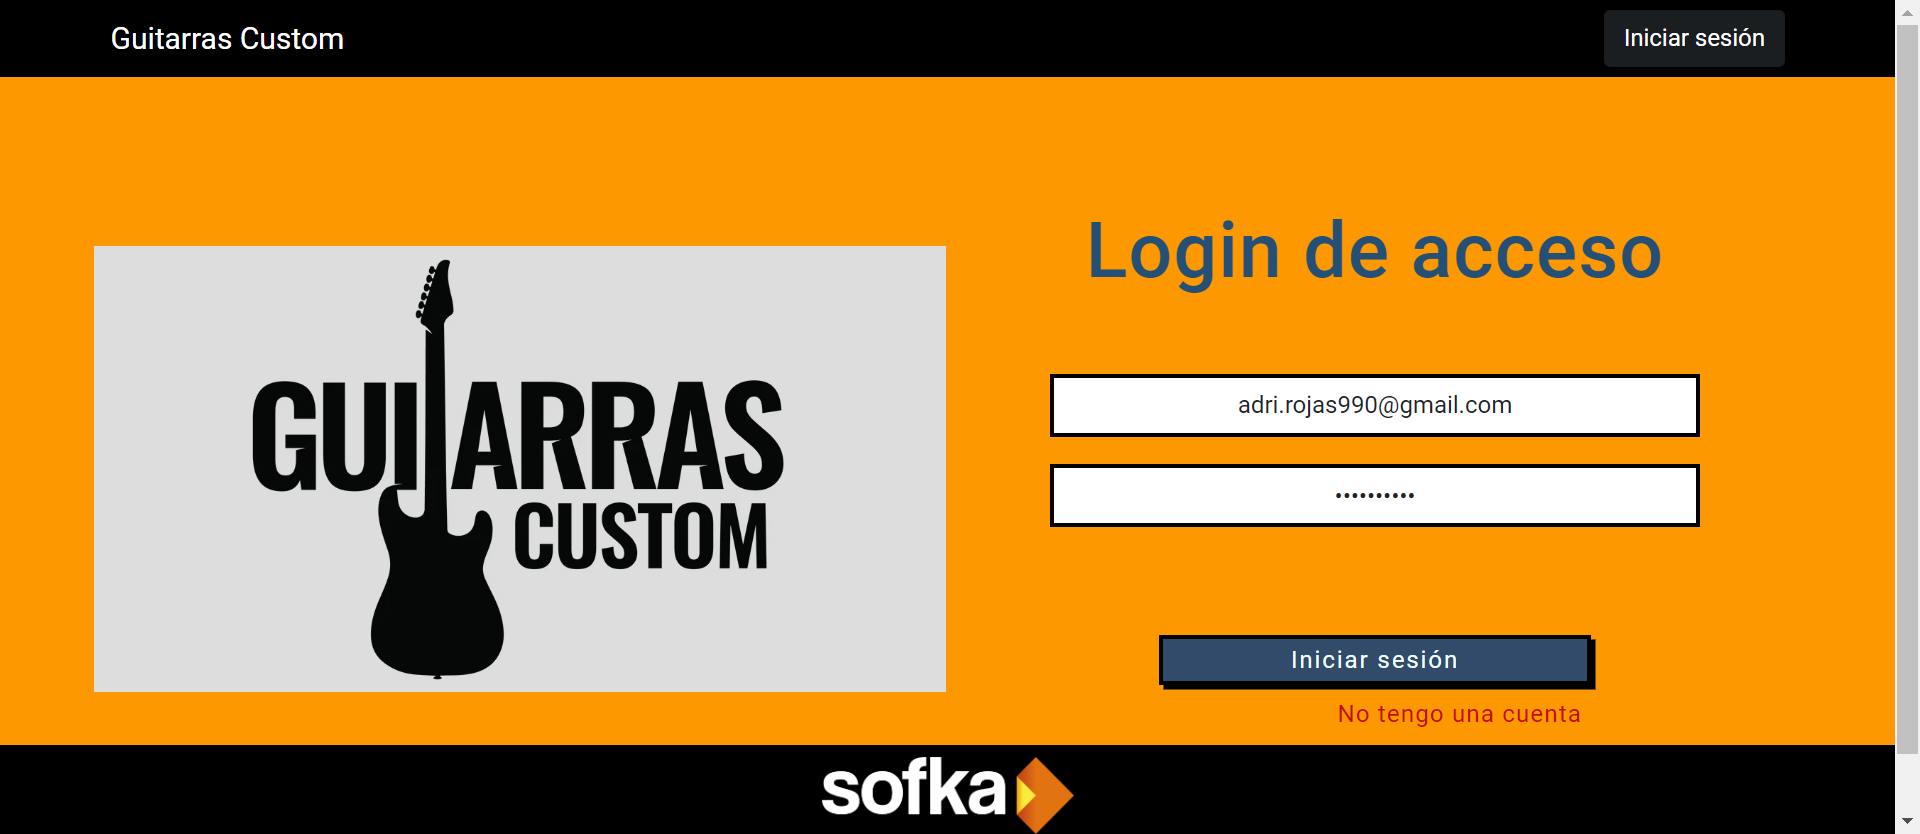 Guitarras Custom
Iniciar sesión
Login de acceso
adri.rojas990@gmail.com
••••••••••
GUITARRAS
CUSTOM
Iniciar sesión
No tengo una cuenta
sofka